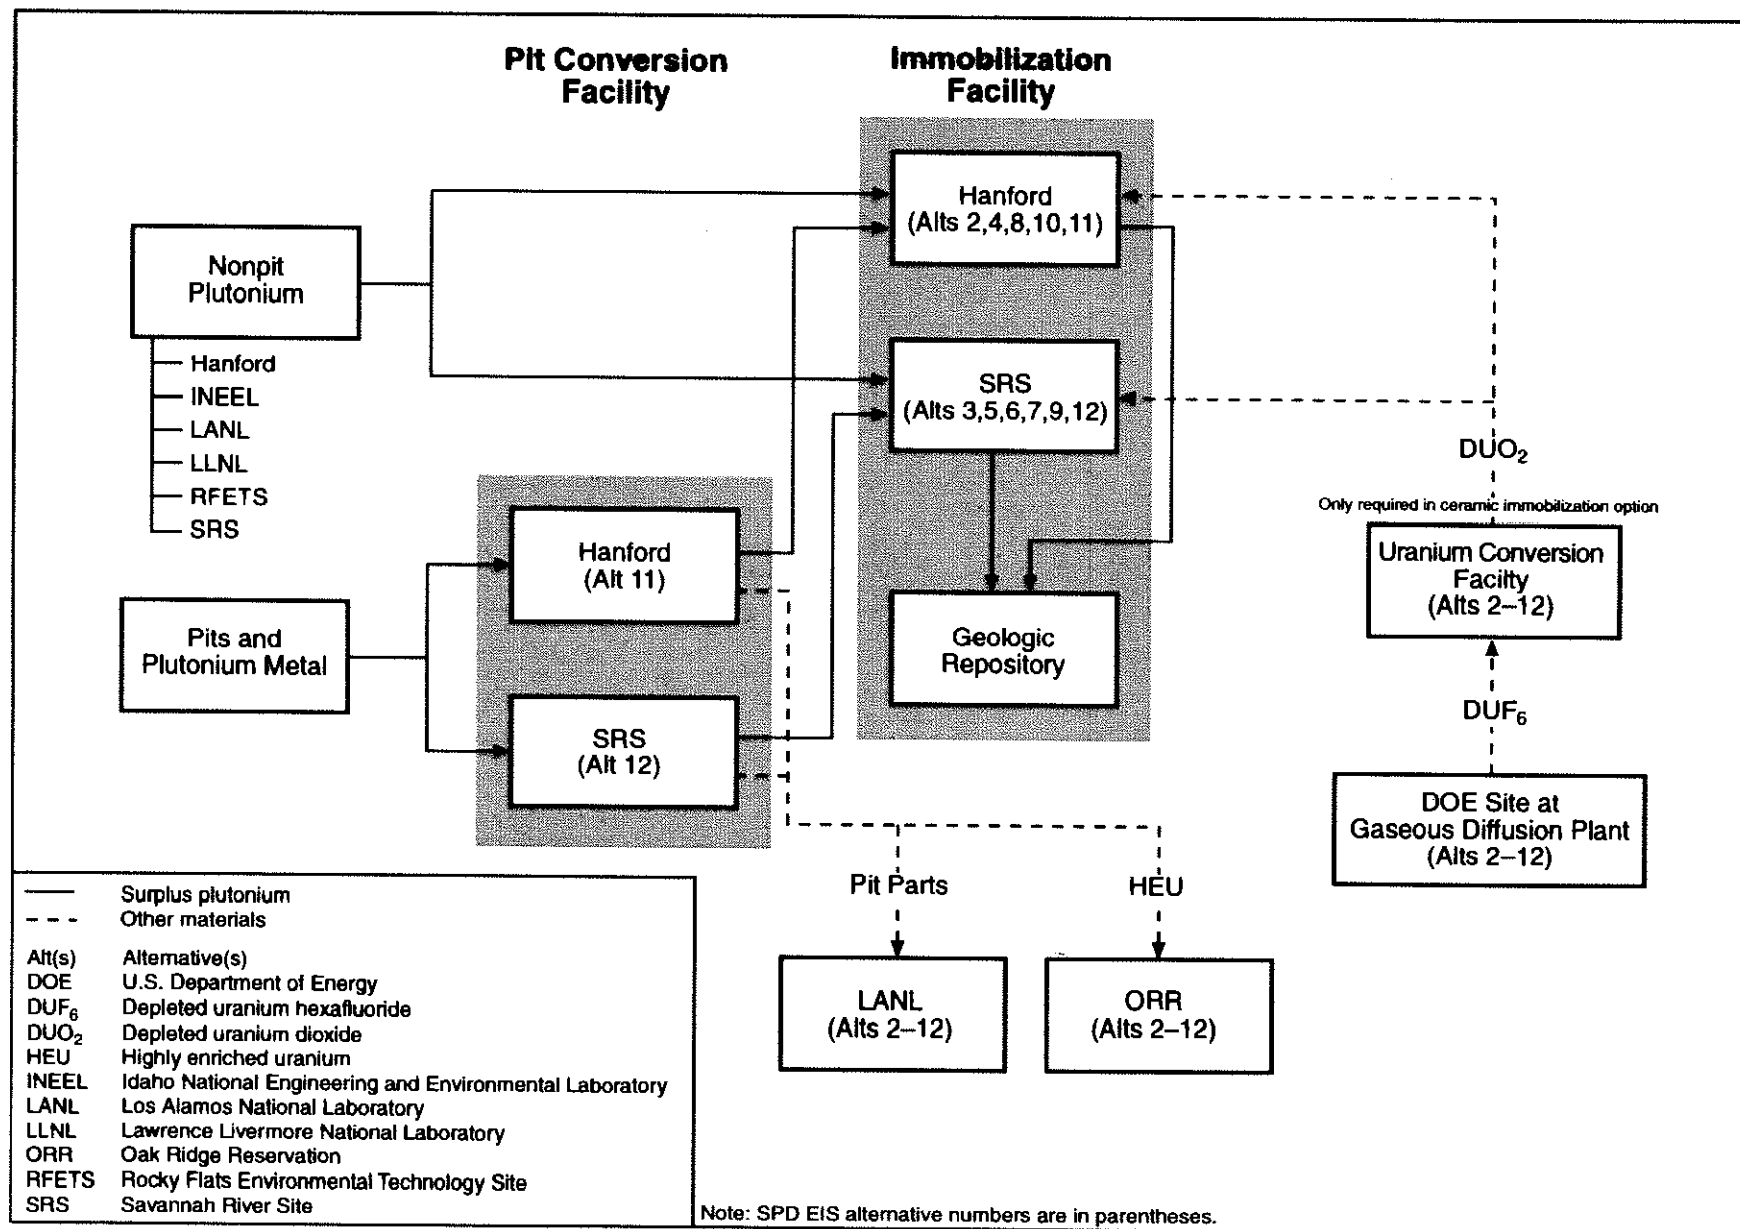 Pit Conversion
Facility
Immobilization
Facility
Nonpit
Plutonium
Hanford
INEEL
LANL
LLNL
RFETS
SRS
Pits and
Plutonium Metal
Hanford
(Alt 11)
SRS
(Alt 12)
Hanford
(Alts 2,4,8,10,11)
SRS
(Alts 3,5,6,7,9,12)
Geologic
Repository
DUO₂
Only required in ceramic immobilization option
Uranium Conversion
Facilty
(Alts 2–12)
DUF₆
DOE Site at
Gaseous Diffusion Plant
(Alts 2–12)
Pit Parts
HEU
LANL
(Alts 2–12)
ORR
(Alts 2–12)
Surplus plutonium
Other materials
Alt(s) Alternative(s)
DOE U.S. Department of Energy
DUF₆ Depleted uranium hexafluoride
DUO₂ Depleted uranium dioxide
HEU Highly enriched uranium
INEEL Idaho National Engineering and Environmental Laboratory
LANL Los Alamos National Laboratory
LLNL Lawrence Livermore National Laboratory
ORR Oak Ridge Reservation
RFETS Rocky Flats Environmental Technology Site
SRS Savannah River Site
Note: SPD EIS alternative numbers are in parentheses.